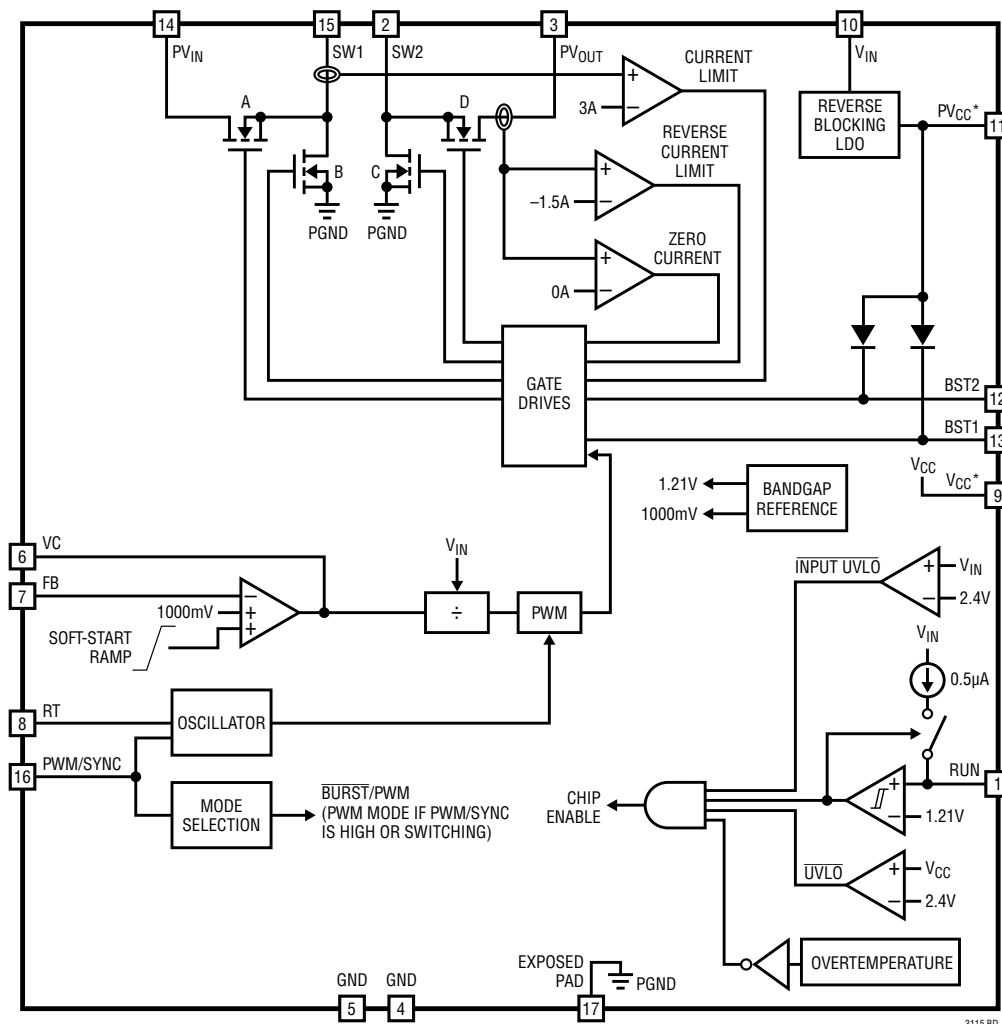 14
15
2
3
10
PVIN
SW1
SW2
PVOUT
VIN
CURRENT
LIMIT
+
3A
−
A
D
REVERSE
BLOCKING
LDO
PVCC*
11
B
C
REVERSE
CURRENT
LIMIT
+
–1.5A
−
PGND
PGND
ZERO
CURRENT
+
0A
−
GATE
DRIVES
BST2
12
BST1
13
VCC
VCC*
9
1.21V
1000mV
BANDGAP
REFERENCE
6
VC
7
FB
−
1000mV
+
+
SOFT-START
RAMP
VIN
÷
PWM
INPUT UVLO
+
VIN
−
2.4V
VIN
0.5µA
8
RT
OSCILLATOR
16
PWM/SYNC
MODE
SELECTION
BURST/PWM
(PWM MODE IF PWM/SYNC
IS HIGH OR SWITCHING)
CHIP
ENABLE
RUN
1
+
−
1.21V
UVLO
+
VCC
−
2.4V
OVERTEMPERATURE
GND
GND
EXPOSED
PAD
PGND
5
4
17
3115 BD